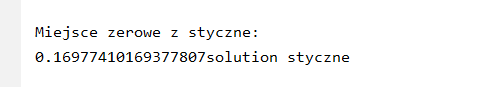 Miejsce zerowe z styczne:
0.16977410169377807solution styczne